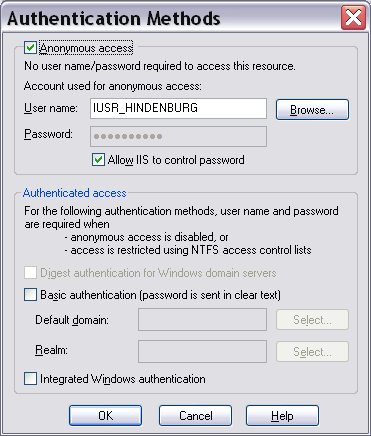 Authentication Methods
Anonymous access
No user name/password required to access this resource.
Account used for anonymous access:
User name: IUSR_HINDENBURG Browse...
Password: ●●●●●●●●●●
Allow IIS to control password
Authenticated access
For the following authentication methods, user name and password
are required when
- anonymous access is disabled, or
- access is restricted using NTFS access control lists
Digest authentication for Windows domain servers
Basic authentication (password is sent in clear text)
Default domain: Select...
Realm: Select...
Integrated Windows authentication
OK Cancel Help